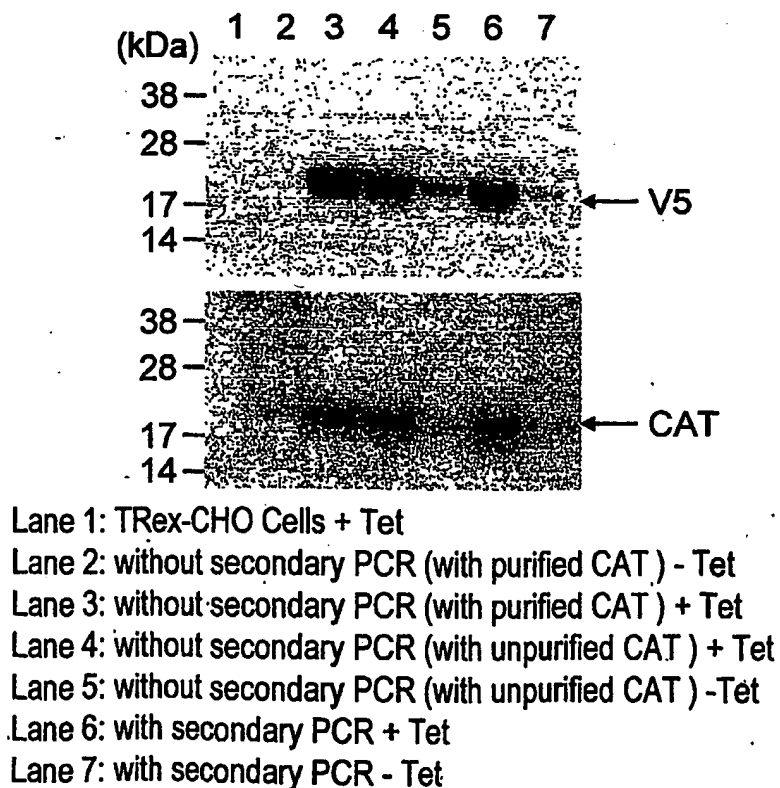 1 2 3 4 5 6 7
(kDa)
38
28
17
14
V5
38
28
17
14
CAT
Lane 1: TRex-CHO Cells + Tet
Lane 2: without secondary PCR (with purified CAT ) - Tet
Lane 3: without secondary PCR (with purified CAT ) + Tet
Lane 4: without secondary PCR (with unpurified CAT ) + Tet
Lane 5: without secondary PCR (with unpurified CAT ) -Tet
Lane 6: with secondary PCR + Tet
Lane 7: with secondary PCR - Tet